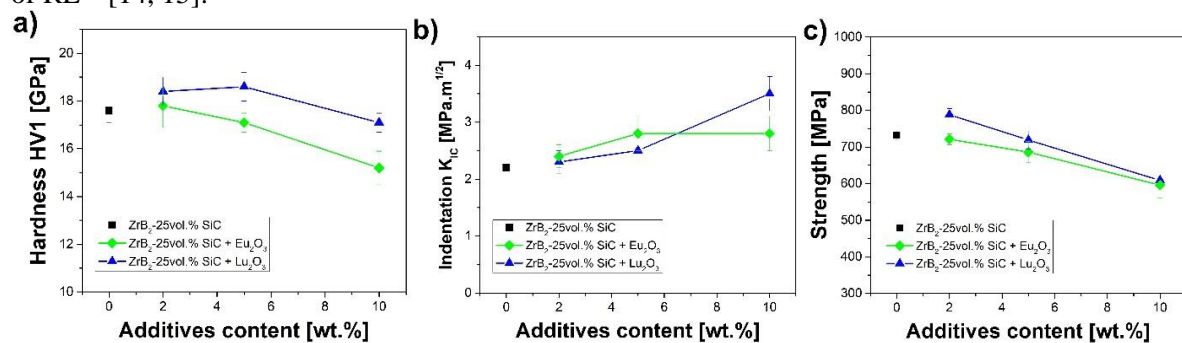 [14, 15].
a)
Hardness HV1 [GPa]
20
18
16
14
12
10
ZrB₂-25vol.% SiC
ZrB₂-25vol.% SiC + Eu₂O₃
ZrB₂-25vol.% SiC + Lu₂O₃
0 2 4 6 8 10
Additives content [wt.%]
b)
Indentation K_IC [MPa.m^1/2]
4
3
2
1
0
ZrB₂-25vol.% SiC
ZrB₂-25vol.% SiC + Eu₂O₃
ZrB₂-25vol.% SiC + Lu₂O₃
0 2 4 6 8 10
Additives content [wt.%]
c)
Strength [MPa]
1000
900
800
700
600
500
400
300
ZrB₂-25vol.% SiC
ZrB₂-25vol.% SiC + Eu₂O₃
ZrB₂-25vol.% SiC + Lu₂O₃
0 2 4 6 8 10
Additives content [wt.%]